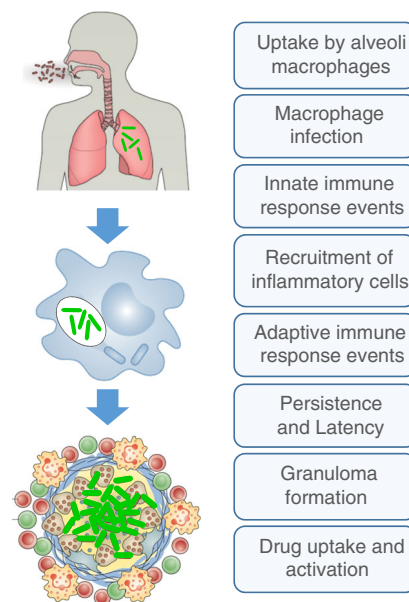 Uptake by alveoli
macrophages
Macrophage
infection
Innate immune
response events
Recruitment of
inflammatory cells
Adaptive immune
response events
Persistence
and Latency
Granuloma
formation
Drug uptake and
activation